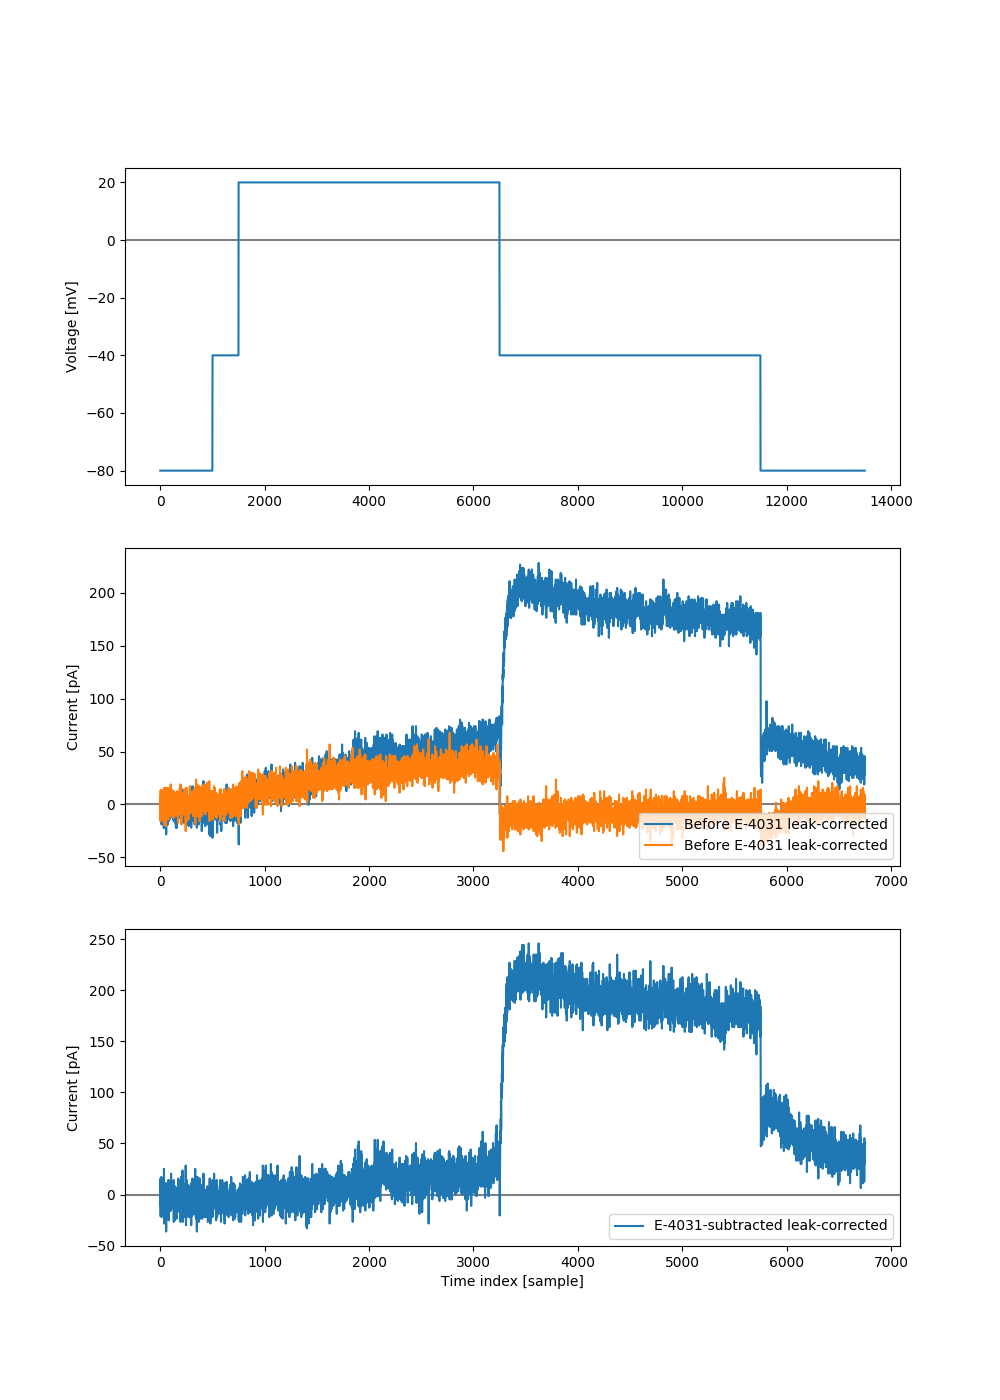 20
0
−20
−40
−60
−80
Voltage [mV]
0 2000 4000 6000 8000 10000 12000 14000
200
150
100
50
0
−50
Current [pA]
Before E-4031 leak-corrected
Before E-4031 leak-corrected
0 1000 2000 3000 4000 5000 6000 7000
250
200
150
100
50
0
−50
Current [pA]
E-4031-subtracted leak-corrected
0 1000 2000 3000 4000 5000 6000 7000
Time index [sample]